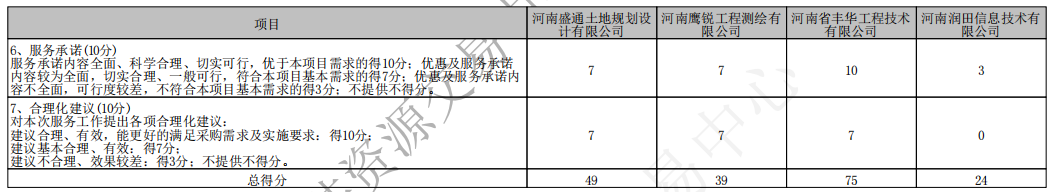 项目
河南盛通土地规划设计有限公司
河南鹰锐工程测绘有限公司
河南省丰华工程技术有限公司
河南润田信息技术有限公司
6、服务承诺(10分)
服务承诺内容全面、科学合理、切实可行，优于本项目需求的得10分；优惠及服务承诺
内容较为全面，切实合理、一般可行，符合本项目基本需求的得7分；优惠及服务承诺内
容不全面，可行度较差，不符合本项目基本需求的得3分；不提供不得分。
7 7 10 3
7、合理化建议(10分)
对本次服务工作提出各项合理化建议：
建议合理、有效，能更好的满足采购需求及实施要求：得10分；
建议基本合理、有效：得7分；
建议不合理、效果较差：得3分；不提供不得分。
7 7 7 0
总得分 49 39 75 24
资源交易
易中心